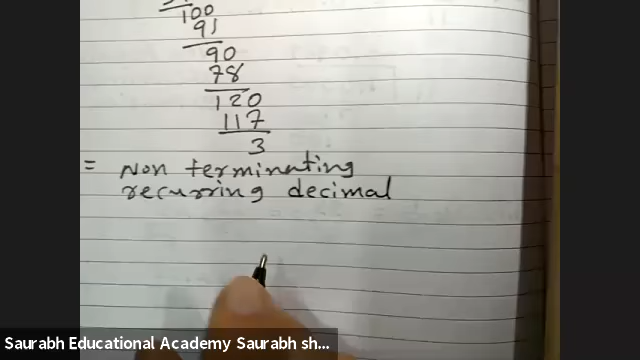 100
91
90
78
120
117
3
= Non terminating
recurring decimal
Saurabh Educational Academy Saurabh sh...